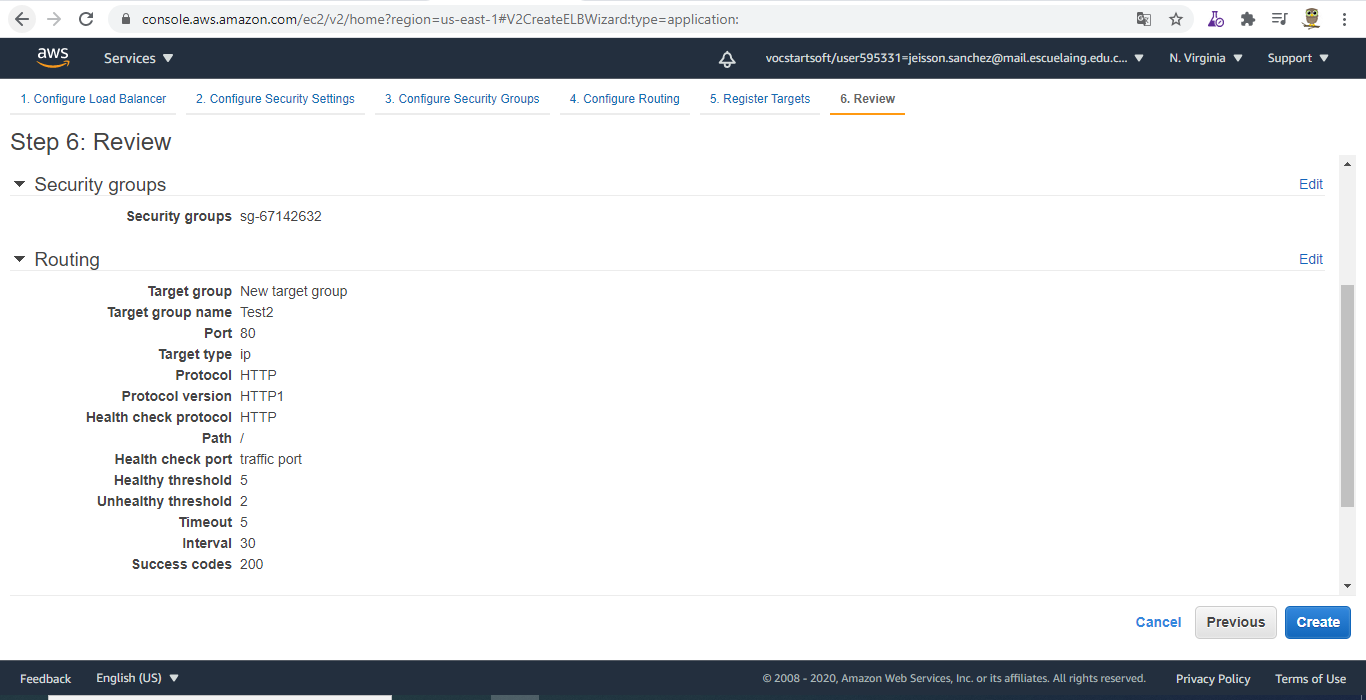 console.aws.amazon.com/ec2/v2/home?region=us-east-1#V2CreateELBWizard:type=application:
aws Services vocstartsoft/user595331=jeisson.sanchez@mail.escuelaing.edu.c... N. Virginia Support
1. Configure Load Balancer 2. Configure Security Settings 3. Configure Security Groups 4. Configure Routing 5. Register Targets 6. Review
Step 6: Review
Security groups Edit
Security groups sg-67142632
Routing Edit
Target group New target group
Target group name Test2
Port 80
Target type ip
Protocol HTTP
Protocol version HTTP1
Health check protocol HTTP
Path /
Health check port traffic port
Healthy threshold 5
Unhealthy threshold 2
Timeout 5
Interval 30
Success codes 200
Cancel Previous Create
Feedback English (US) © 2008 - 2020, Amazon Web Services, Inc. or its affiliates. All rights reserved. Privacy Policy Terms of Use